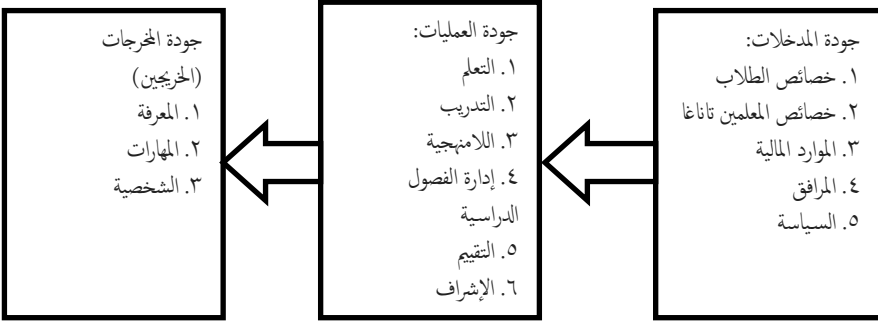 جودة المدخلات:
١. خصائص الطلاب
٢. خصائص المعلمين تاناغا
٣. الموارد المالية
٤. المرافق
٥. السياسة
جودة العمليات:
١. التعلم
٢. التدريب
٣. اللامنهجية
٤. إدارة الفصول
الدراسية
٥. التقييم
٦. الإشراف
جودة المخرجات
(الخريجين)
١. المعرفة
٢. المهارات
٣. الشخصية